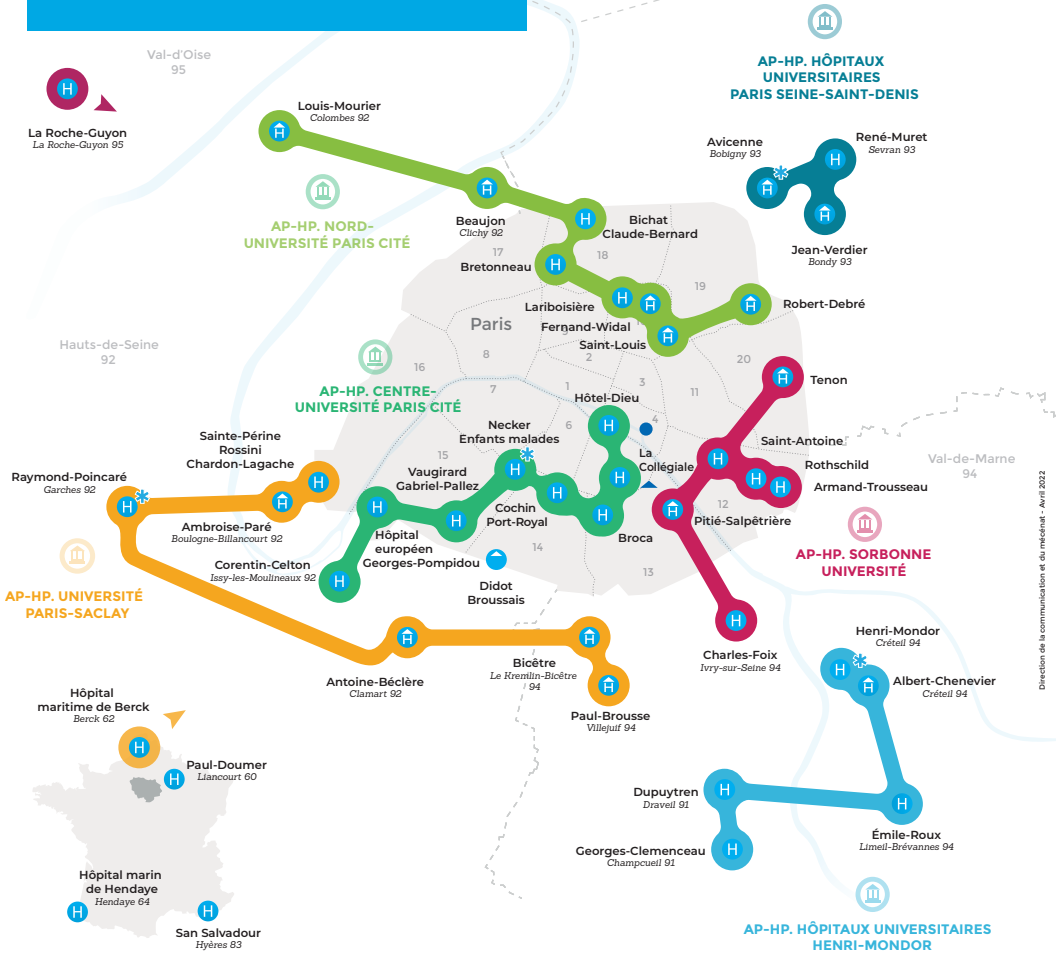 Val-d'Oise
95
AP-HP. HÔPITAUX
UNIVERSITAIRES
PARIS SEINE-SAINT-DENIS
H
La Roche-Guyon
La Roche-Guyon 95
Louis-Mourier
Colombes 92
Avicenne
Bobigny 93
René-Muret
Sevran 93
Jean-Verdier
Bondy 93
AP-HP. NORD-
UNIVERSITÉ PARIS CITÉ
Beaujon
Clichy 92
Bichat
Claude-Bernard
17
18
Bretonneau
19
Lariboisière
Fernand-Widal
Saint-Louis
Robert-Debré
Paris
Hauts-de-Seine
92
16
8
2
20
7
1
3
11
AP-HP. CENTRE-
UNIVERSITÉ PARIS CITÉ
Hôtel-Dieu
Tenon
4
6
Necker
Enfants malades
Sainte-Périne
Rossini
Chardon-Lagache
15
La
Collégiale
Saint-Antoine
Rothschild
Armand-Trousseau
Val-de-Marne
94
Raymond-Poincaré
Garches 92
Vaugirard
Gabriel-Pallez
Cochin
Port-Royal
12
Pitié-Salpêtrière
Ambroise-Paré
Boulogne-Billancourt 92
Hôpital
européen
Georges-Pompidou
Broca
14
13
Corentin-Celton
Issy-les-Moulineaux 92
Didot
Broussais
AP-HP. SORBONNE
UNIVERSITÉ
AP-HP. UNIVERSITÉ
PARIS-SACLAY
Charles-Foix
Ivry-sur-Seine 94
Henri-Mondor
Créteil 94
Albert-Chenevier
Créteil 94
Antoine-Béclère
Clamart 92
Bicêtre
Le Kremlin-Bicêtre
94
Paul-Brousse
Villejuif 94
Hôpital
maritime de Berck
Berck 62
Paul-Doumer
Liancourt 60
Dupuytren
Draveil 91
Georges-Clemenceau
Champcueil 91
Émile-Roux
Limeil-Brévannes 94
Hôpital marin
de Hendaye
Hendaye 64
San Salvadour
Hyères 83
AP-HP. HÔPITAUX UNIVERSITAIRES
HENRI-MONDOR
Direction de la communication et du mécénat - Avril 2022